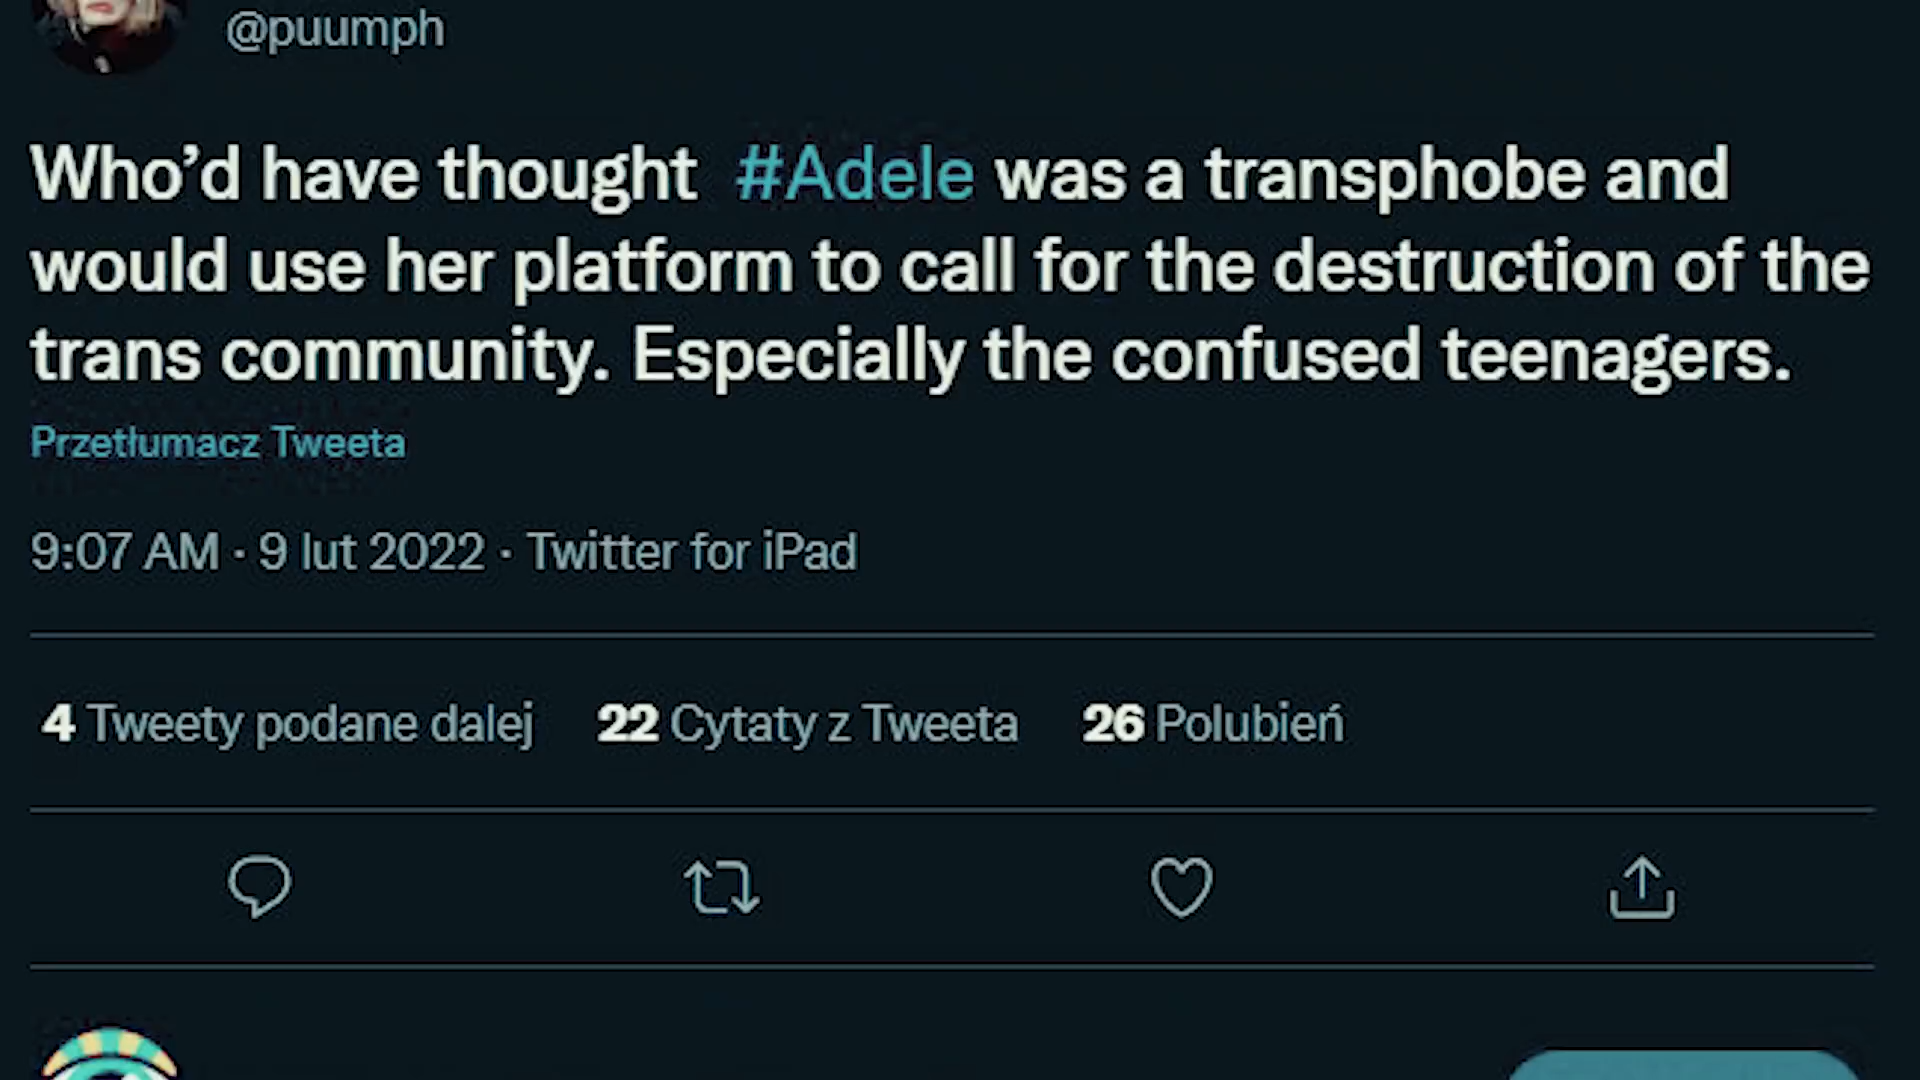 @puumph
Who’d have thought #Adele was a transphobe and
would use her platform to call for the destruction of the
trans community. Especially the confused teenagers.
Przetłumacz Tweeta
9:07 AM · 9 lut 2022 · Twitter for iPad
4 Tweety podane dalej 22 Cytaty z Tweeta 26 Polubień